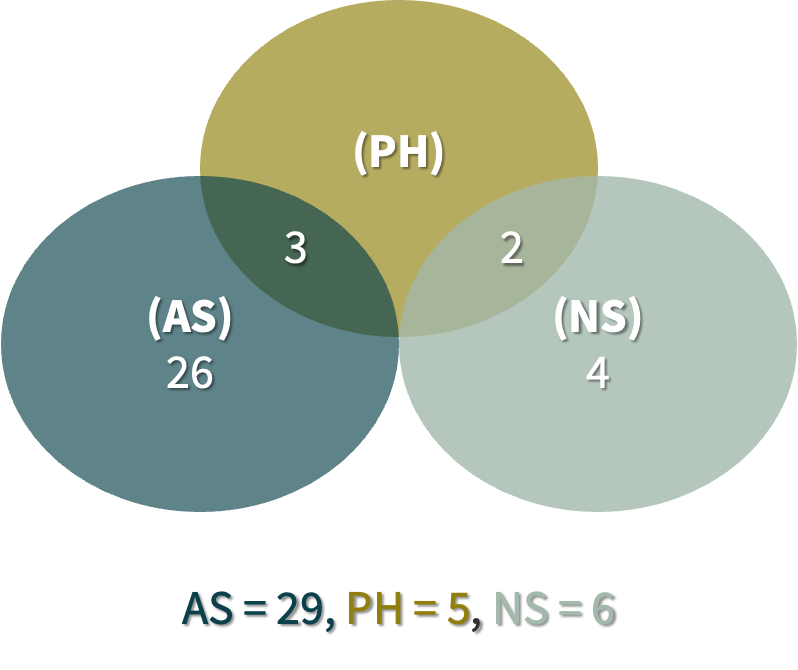 (PH)
3 2
(AS) (NS)
26 4
AS = 29, PH = 5, NS = 6